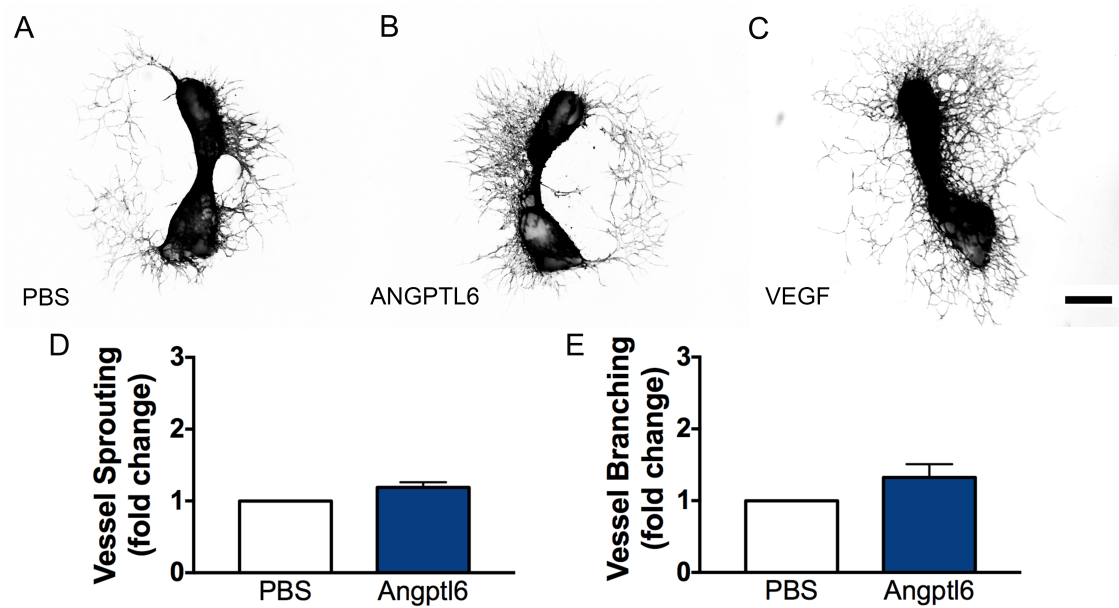 A
B
C
PBS
ANGPTL6
VEGF
D
Vessel Sprouting
(fold change)
3
2
1
0
PBS
Angptl6
E
Vessel Branching
(fold change)
3
2
1
0
PBS
Angptl6